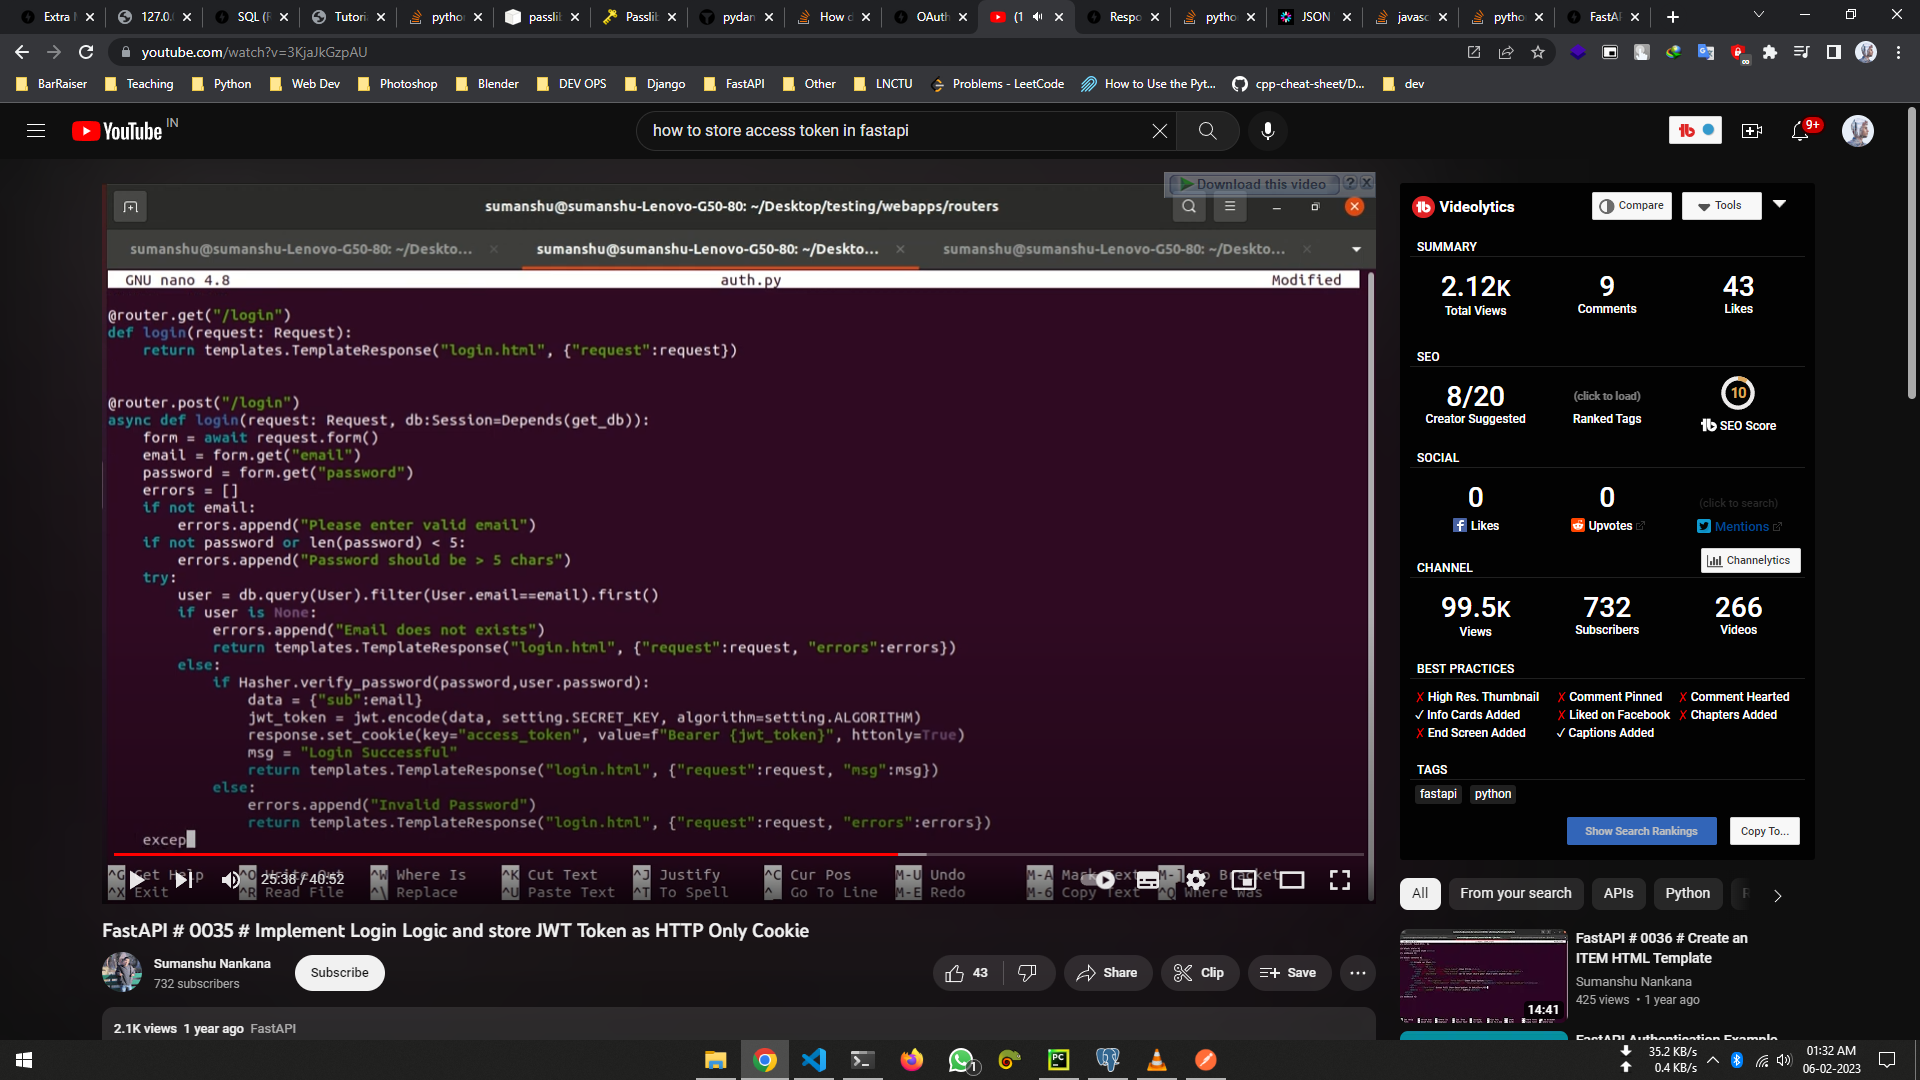 Extra M
127.0.
SQL (R
Tutoria
pytho
passlib
Passlib
pydan
How d
OAuth
(1
Respo
pytho
JSON
javasc
pytho
FastAP
youtube.com/watch?v=3KjaJkGzpAU
BarRaiser Teaching Python Web Dev Photoshop Blender DEV OPS Django FastAPI Other LNCTU Problems - LeetCode How to Use the Pyt... cpp-cheat-sheet/D... dev
YouTube IN
how to store access token in fastapi
9+
Download this video ? X
sumanshu@sumanshu-Lenovo-G50-80: ~/Desktop/testing/webapps/routers
sumanshu@sumanshu-Lenovo-G50-80: ~/Deskto... sumanshu@sumanshu-Lenovo-G50-80: ~/Deskto... sumanshu@sumanshu-Lenovo-G50-80: ~/Deskto...
GNU nano 4.8 auth.py Modified
@router.get("/login")
def login(request: Request):
return templates.TemplateResponse("login.html", {"request":request})
@router.post("/login")
async def login(request: Request, db:Session=Depends(get_db)):
form = await request.form()
email = form.get("email")
password = form.get("password")
errors = []
if not email:
errors.append("Please enter valid email")
if not password or len(password) < 5:
errors.append("Password should be > 5 chars")
try:
user = db.query(User).filter(User.email==email).first()
if user is None:
errors.append("Email does not exists")
return templates.TemplateResponse("login.html", {"request":request, "errors":errors})
else:
if Hasher.verify_password(password,user.password):
data = {"sub":email}
jwt_token = jwt.encode(data, setting.SECRET_KEY, algorithm=setting.ALGORITHM)
response.set_cookie(key="access_token", value=f"Bearer {jwt_token}", httponly=True)
msg = "Login Successful"
return templates.TemplateResponse("login.html", {"request":request, "msg":msg})
else:
errors.append("Invalid Password")
return templates.TemplateResponse("login.html", {"request":request, "errors":errors})
excep
^G Get Help ^O ^W Where Is ^K Cut Text ^J Justify ^C Cur Pos M-U Undo M-A Mark Text M-] To Bracket
^X Exit ^R Read File ^\ Replace ^U Paste Text ^T To Spell ^_ Go To Line M-E Redo M-6 Copy Text ^Q Where Was
25:38 / 40:52
FastAPI # 0035 # Implement Login Logic and store JWT Token as HTTP Only Cookie
Sumanshu Nankana
732 subscribers
Subscribe
43
Share
Clip
Save
2.1K views 1 year ago FastAPI
Videolytics
Compare
Tools
SUMMARY
2.12K 9 43
Total Views Comments Likes
SEO
8/20 (click to load) 10
Creator Suggested Ranked Tags SEO Score
SOCIAL
0 0 (click to search)
Likes Upvotes Mentions
CHANNEL Channelytics
99.5K 732 266
Views Subscribers Videos
BEST PRACTICES
✗ High Res. Thumbnail ✗ Comment Pinned ✗ Comment Hearted
✓ Info Cards Added ✗ Liked on Facebook ✗ Chapters Added
✗ End Screen Added ✓ Captions Added
TAGS
fastapi python
Show Search Rankings Copy To...
All From your search APIs Python
FastAPI # 0036 # Create an
ITEM HTML Template
Sumanshu Nankana
425 views • 1 year ago
14:41
FastAPI Authentication Example
1
35.2 KB/s
0.4 KB/s
01:32 AM
06-02-2023